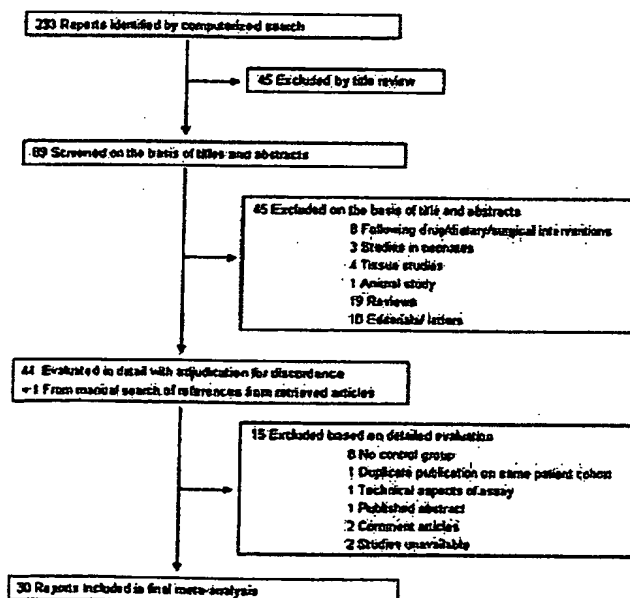 233 Reports identified by computerized search
45 Excluded by title review
89 Screened on the basis of titles and abstracts
45 Excluded on the basis of title and abstracts
8 Following drug/dietary/surgical interventions
3 Studies in neonates
4 Tissue studies
1 Animal study
19 Reviews
10 Editorials/ letters
44 Evaluated in detail with adjudication for discordance
+1 From manual search of references from retrieved articles
15 Excluded based on detailed evaluation
8 No control group
1 Duplicate publication on same patient cohort
1 Technical aspects of assay
1 Published abstract
2 Comment articles
2 Studies unavailable
30 Reports included in final meta-analysis